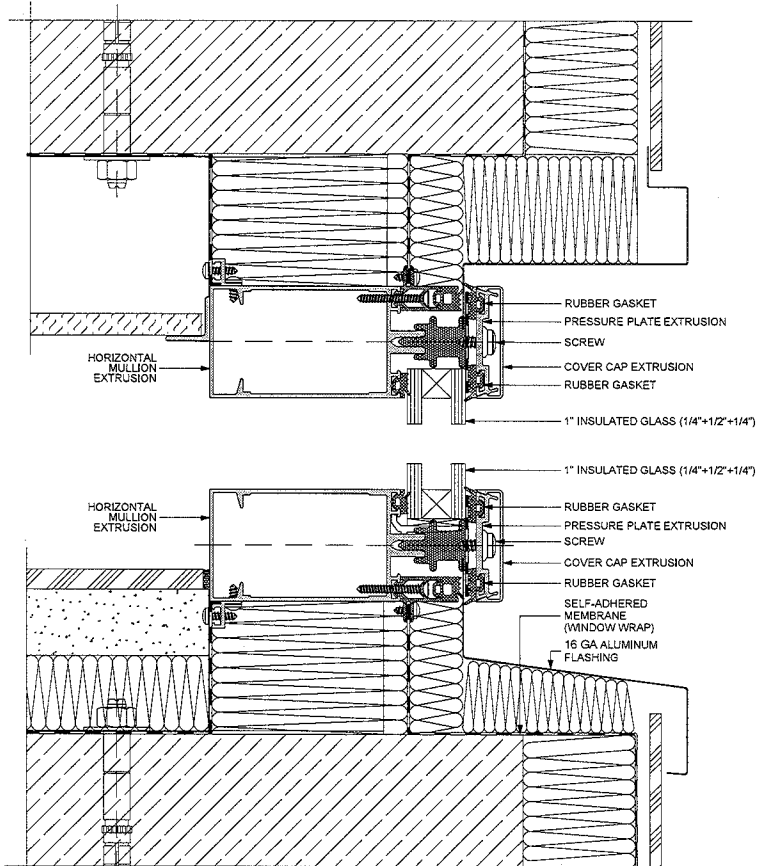 RUBBER GASKET
PRESSURE PLATE EXTRUSION
SCREW
HORIZONTAL
MULLION
EXTRUSION
COVER CAP EXTRUSION
RUBBER GASKET
1" INSULATED GLASS (1/4"+1/2"+1/4")
1" INSULATED GLASS (1/4"+1/2"+1/4")
HORIZONTAL
MULLION
EXTRUSION
RUBBER GASKET
PRESSURE PLATE EXTRUSION
SCREW
COVER CAP EXTRUSION
RUBBER GASKET
SELF-ADHERED
MEMBRANE
(WINDOW WRAP)
16 GA ALUMINUM
FLASHING